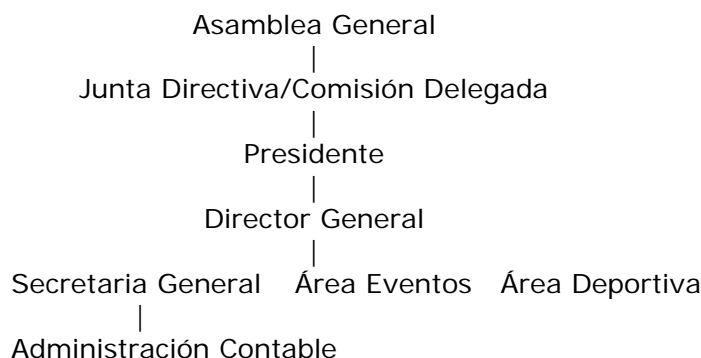 Asamblea General
|
Junta Directiva/Comisión Delegada
|
Presidente
|
Director General
|
Secretaria General Área Eventos Área Deportiva
|
Administración Contable